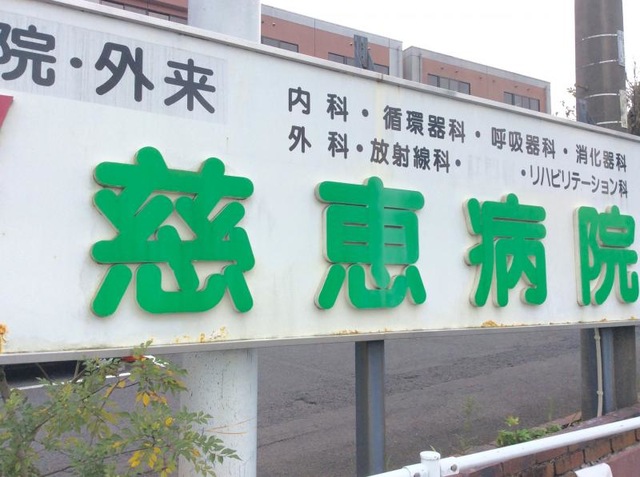 院・外来
内科・循環器科・呼吸器科・消化器科
外科・放射線科・　　　・リハビリテーション科
慈恵病院